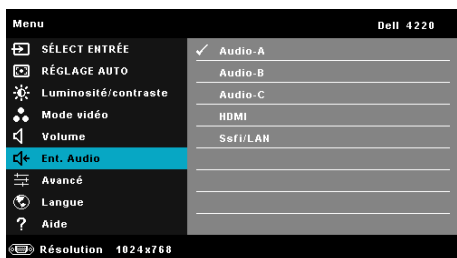 Menu Dell 4220
SÉLECT ENTRÉE
RÉGLAGE AUTO
Luminosité/contraste
Mode vidéo
Volume
Ent. Audio
Avancé
Langue
? Aide
✓ Audio-A
Audio-B
Audio-C
HDMI
Ssfi/LAN
Résolution 1024x768